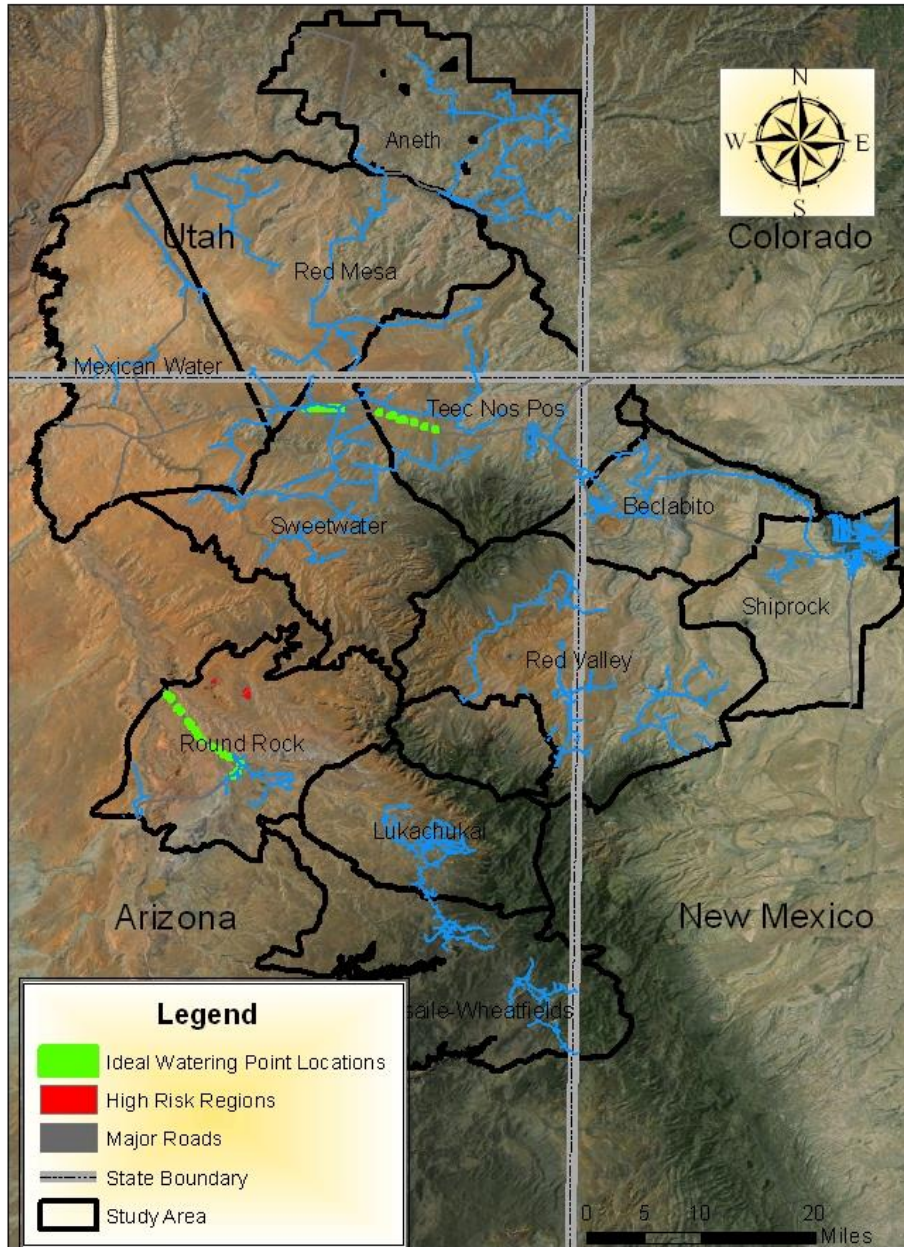 N
W
E
S
Aneth
Utah
Colorado
Red Mesa
Mexican Water
Teec Nos Pos
Beclabito
Sweetwater
Shiprock
Red Valley
Round Rock
Lukachukai
Arizona
New Mexico
saile-Wheatfields
Legend
Ideal Watering Point Locations
High Risk Regions
Major Roads
State Boundary
Study Area
0 5 10 20
Miles